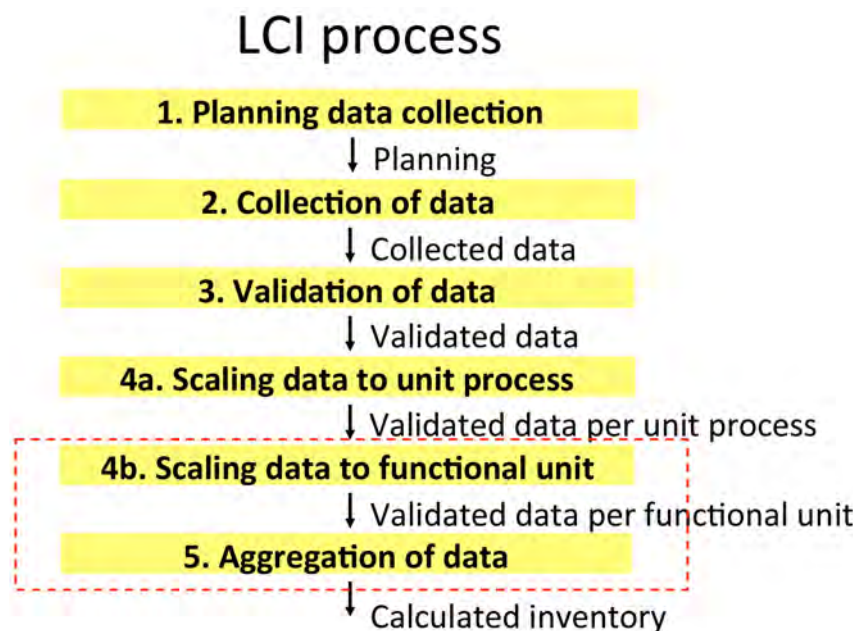 LCI process
1. Planning data collection
Planning
2. Collection of data
Collected data
3. Validation of data
Validated data
4a. Scaling data to unit process
Validated data per unit process
4b. Scaling data to functional unit
Validated data per functional unit
5. Aggregation of data
Calculated inventory